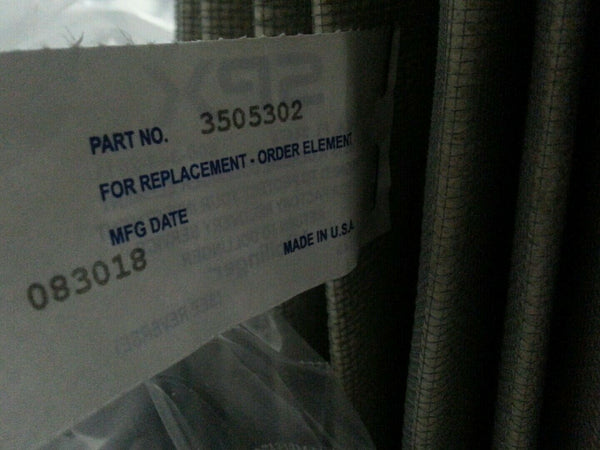 PART NO. 3505302
FOR REPLACEMENT - ORDER ELEMENT
MFG DATE
083018
MADE IN U.S.A.